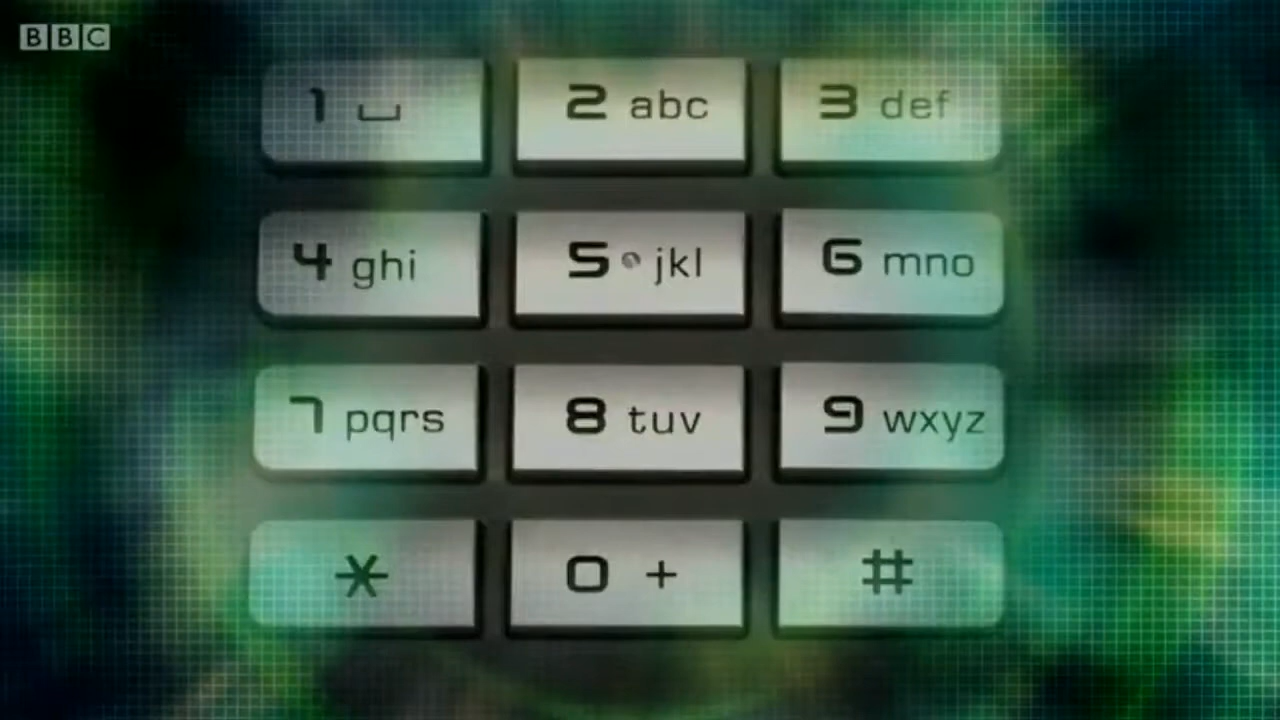 BBC
1 ⎵ 2 abc 3 def
4 ghi 5 jkl 6 mno
7 pqrs 8 tuv 9 wxyz
* 0 + #